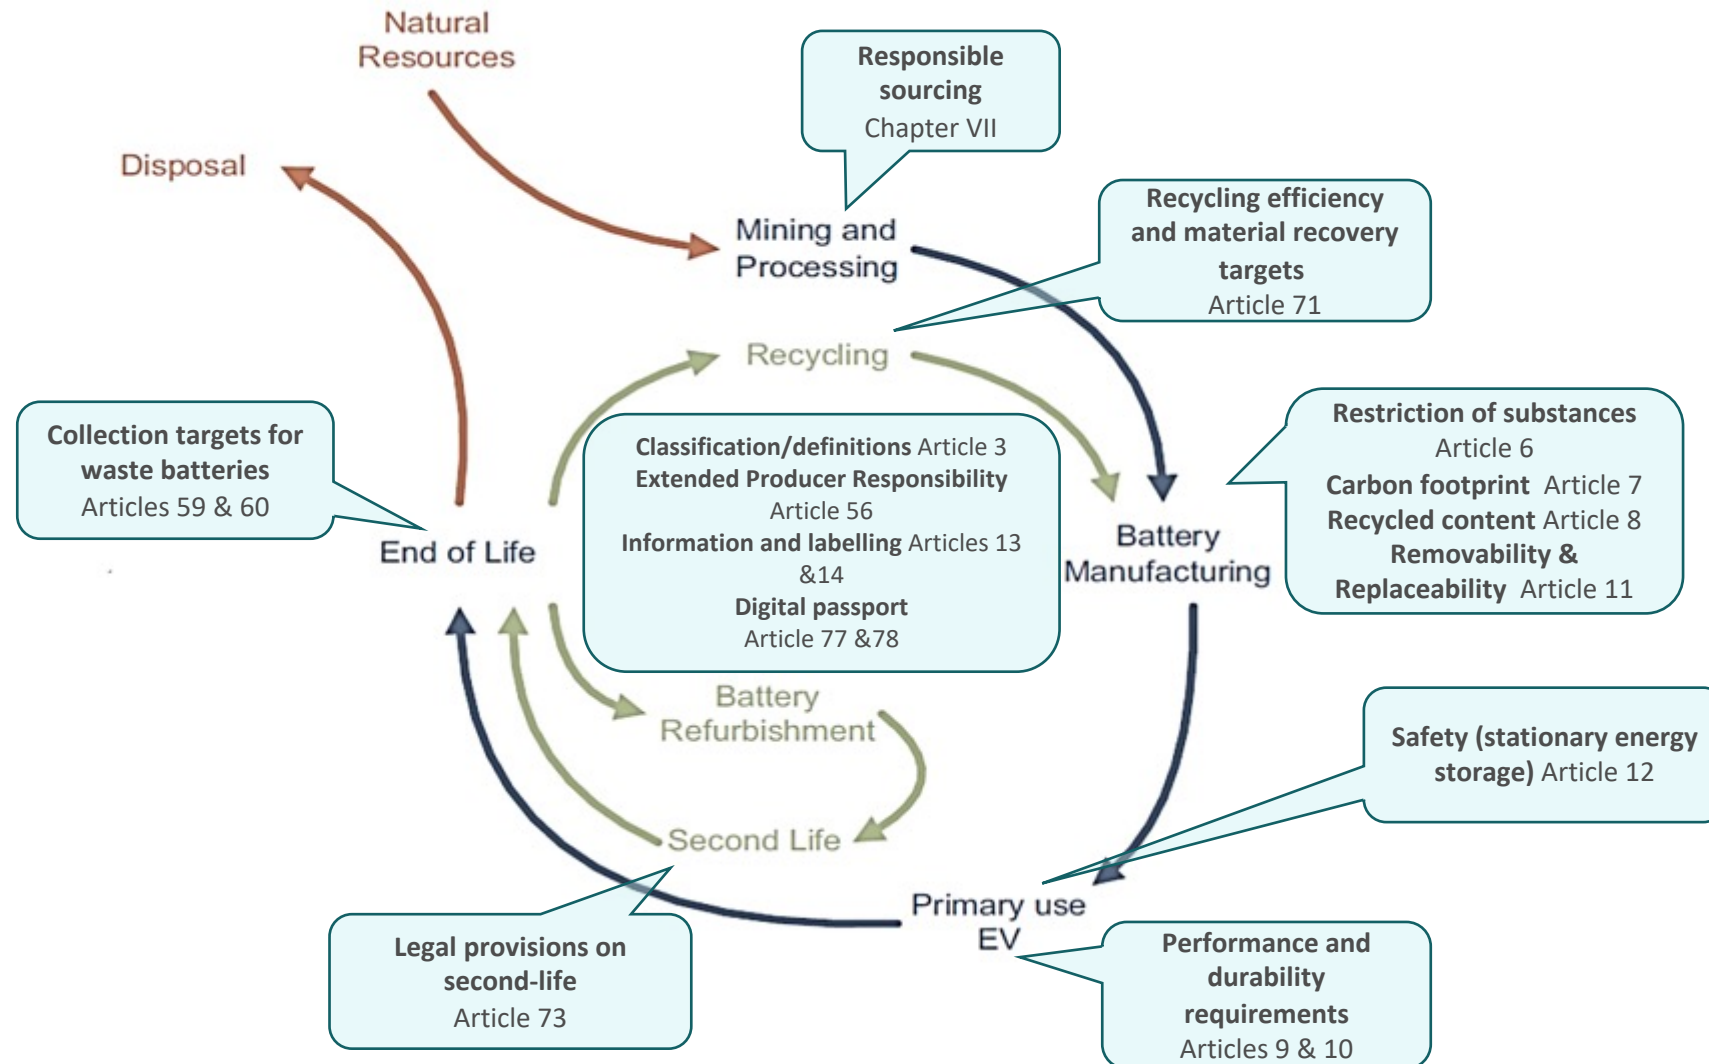 Natural
Resources
Disposal
Responsible
sourcing
Chapter VII
Mining and
Processing
Recycling efficiency
and material recovery
targets
Article 71
Recycling
Collection targets for
waste batteries
Articles 59 & 60
End of Life
Classification/definitions Article 3
Extended Producer Responsibility
Article 56
Information and labelling Articles 13
&14
Digital passport
Article 77 &78
Battery
Manufacturing
Restriction of substances
Article 6
Carbon footprint Article 7
Recycled content Article 8
Removability &
Replaceability Article 11
Battery
Refurbishment
Second Life
Safety (stationary energy
storage) Article 12
Primary use
EV
Legal provisions on
second-life
Article 73
Performance and
durability
requirements
Articles 9 & 10